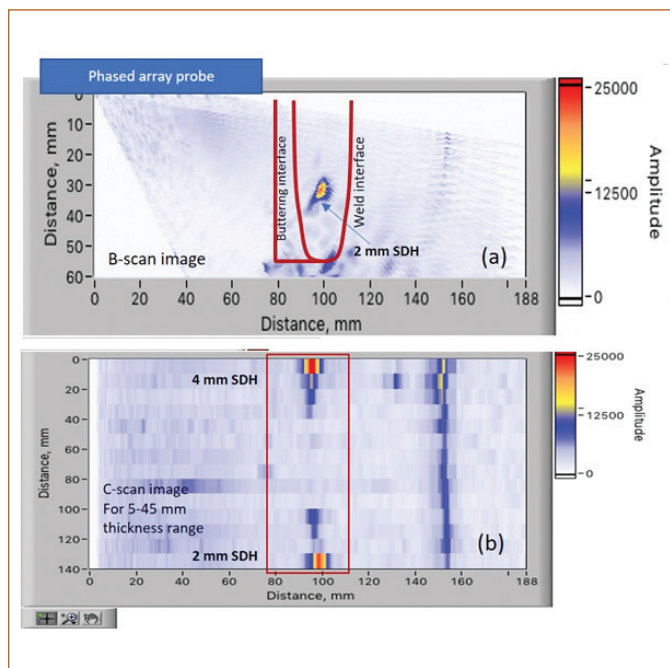 Phased array probe
0
10
20
30
40
50
60
Distance, mm
Buttering interface
Weld interface
2 mm SDH
B-scan image
(a)
0 20 40 60 80 100 120 140 160 188
Distance, mm
25000
12500
0
Amplitude
0
20
40
60
80
100
120
140
Distance, mm
4 mm SDH
C-scan image
For 5-45 mm
thickness range
2 mm SDH
(b)
0 20 40 60 80 100 120 140 160 188
Distance, mm
25000
12500
0
Amplitude